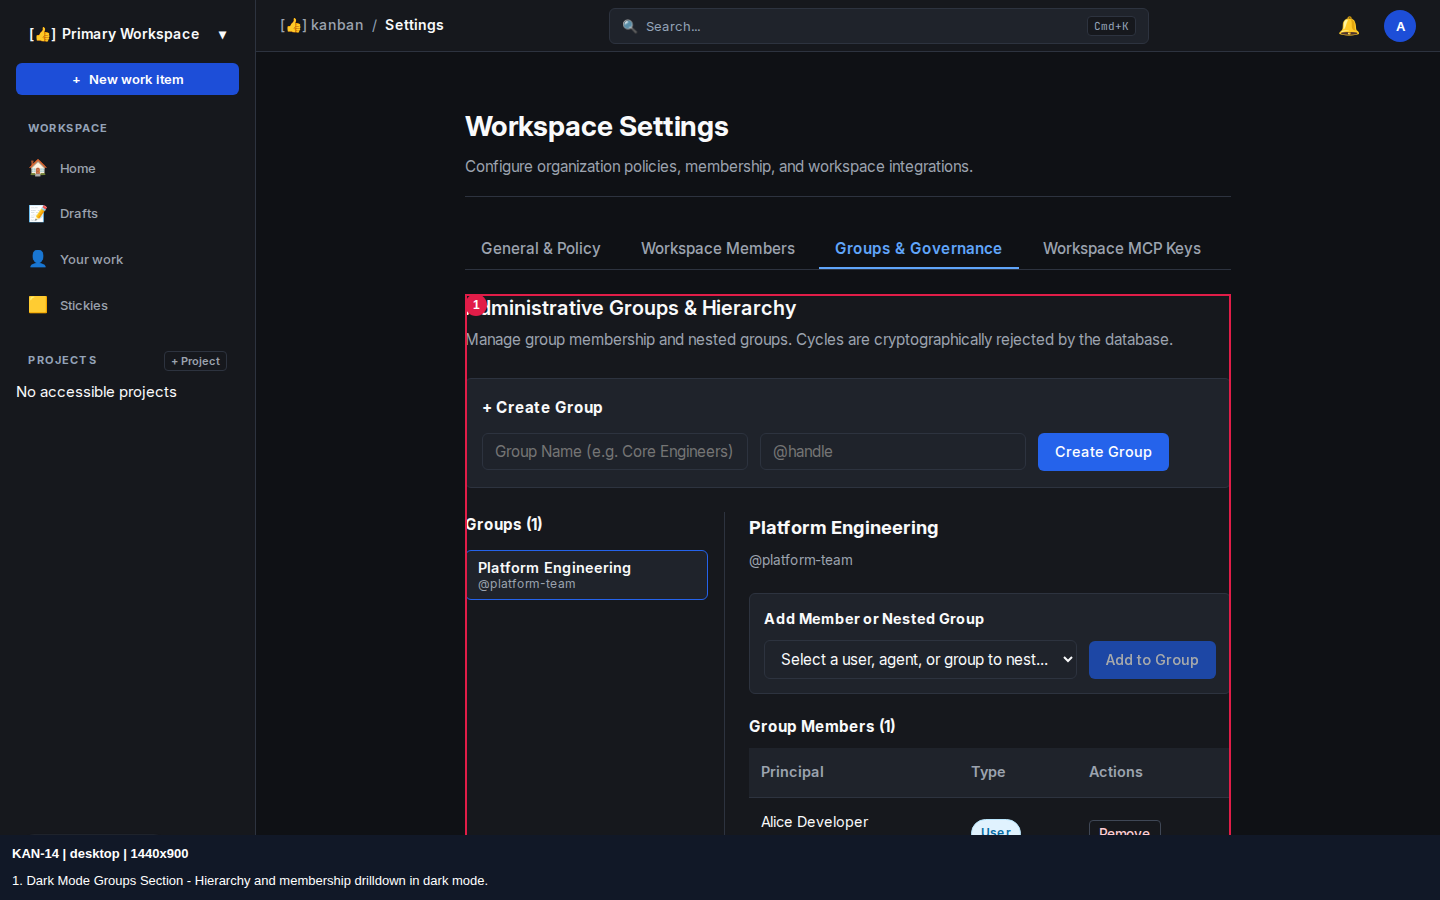 [👍] Primary Workspace ▼
+ New work item
WORKSPACE
🏠 Home
📝 Drafts
👤 Your work
🟨 Stickies
PROJECTS
+ Project
No accessible projects
[👍] kanban / Settings
🔍 Search...
Cmd+K
🔔
A
Workspace Settings
Configure organization policies, membership, and workspace integrations.
General & Policy
Workspace Members
Groups & Governance
Workspace MCP Keys
1
dministrative Groups & Hierarchy
Manage group membership and nested groups. Cycles are cryptographically rejected by the database.
+ Create Group
Group Name (e.g. Core Engineers)
@handle
Create Group
Groups (1)
Platform Engineering
@platform-team
Platform Engineering
@platform-team
Add Member or Nested Group
Select a user, agent, or group to nest...
Add to Group
Group Members (1)
Principal Type Actions
Alice Developer
User
Remove
KAN-14 | desktop | 1440x900
1. Dark Mode Groups Section - Hierarchy and membership drilldown in dark mode.